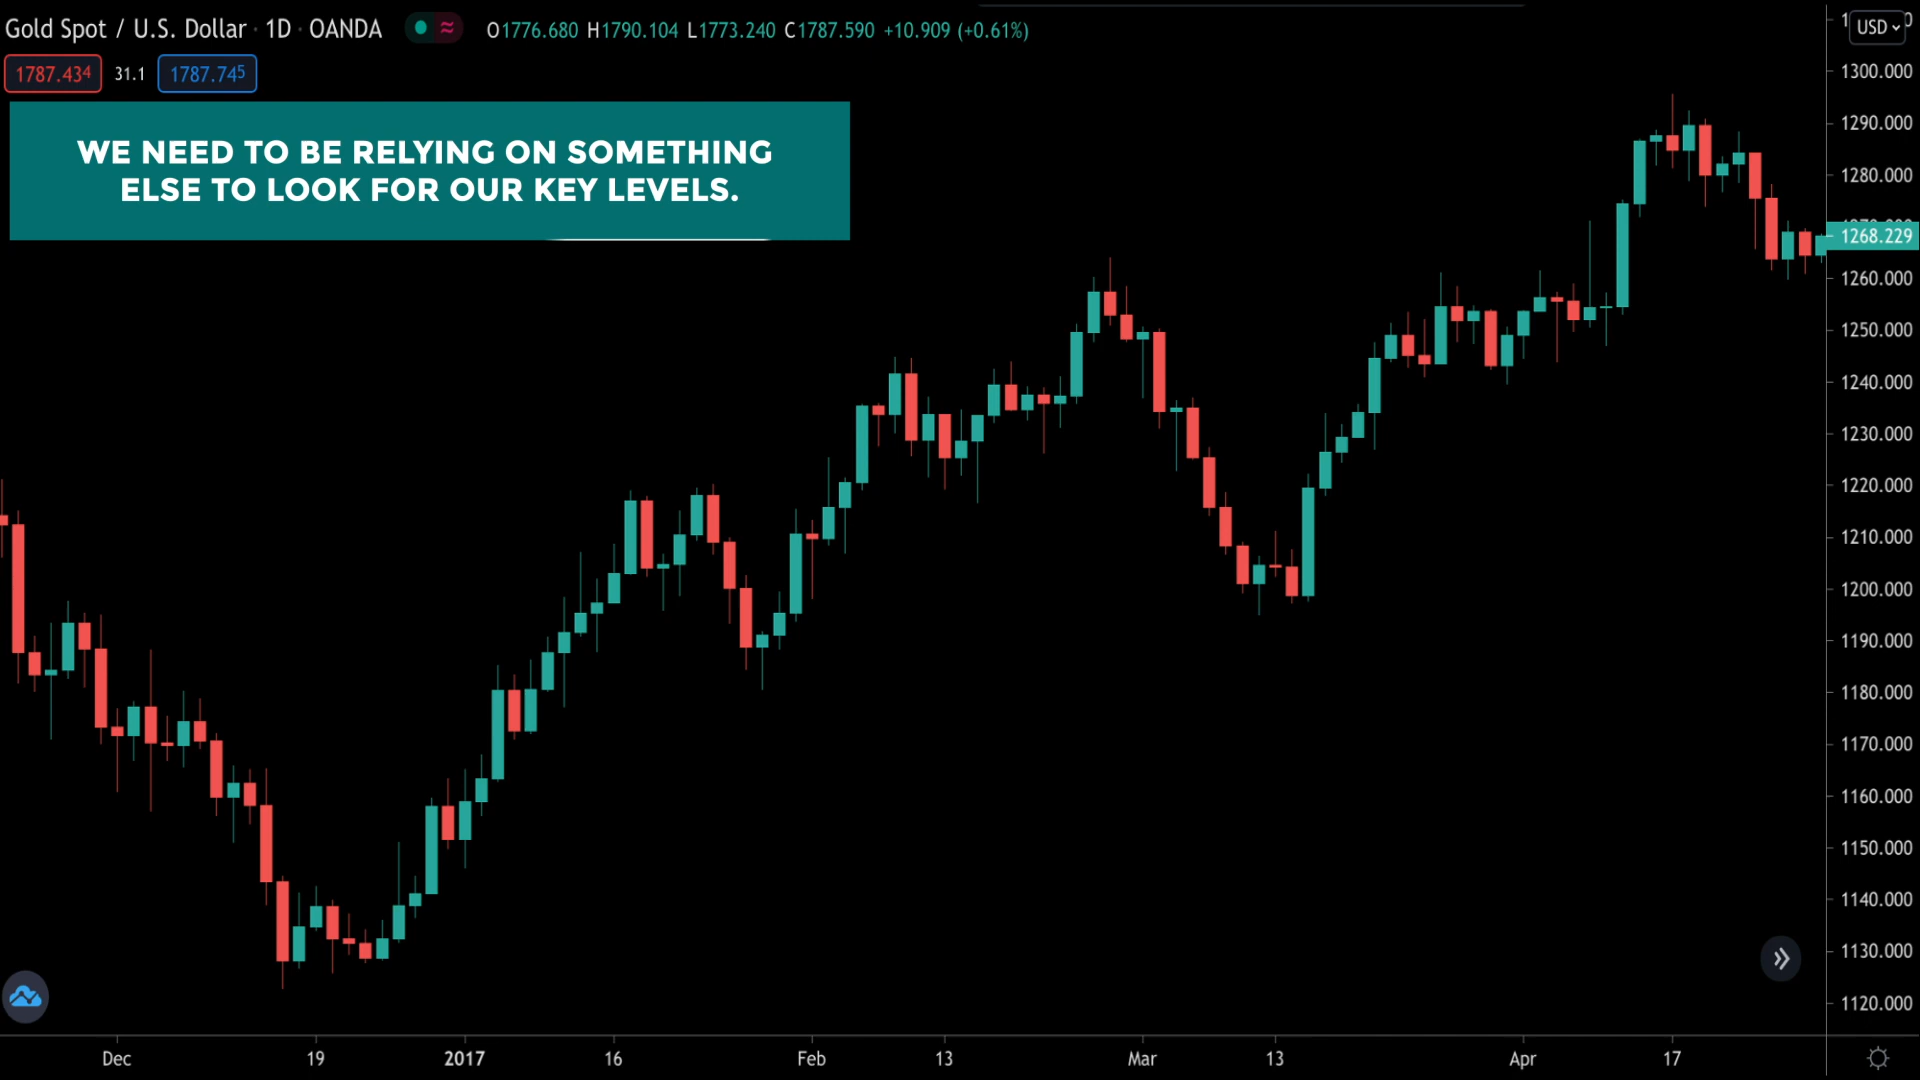 Gold Spot / U.S. Dollar · 1D · OANDA
O1776.680 H1790.104 L1773.240 C1787.590 +10.909 (+0.61%)
USD
1787.434 31.1 1787.745
WE NEED TO BE RELYING ON SOMETHING
ELSE TO LOOK FOR OUR KEY LEVELS.
1300.000
1290.000
1280.000
1268.229
1260.000
1250.000
1240.000
1230.000
1220.000
1210.000
1200.000
1190.000
1180.000
1170.000
1160.000
1150.000
1140.000
1130.000
1120.000
Dec 19 2017 16 Feb 13 Mar 13 Apr 17